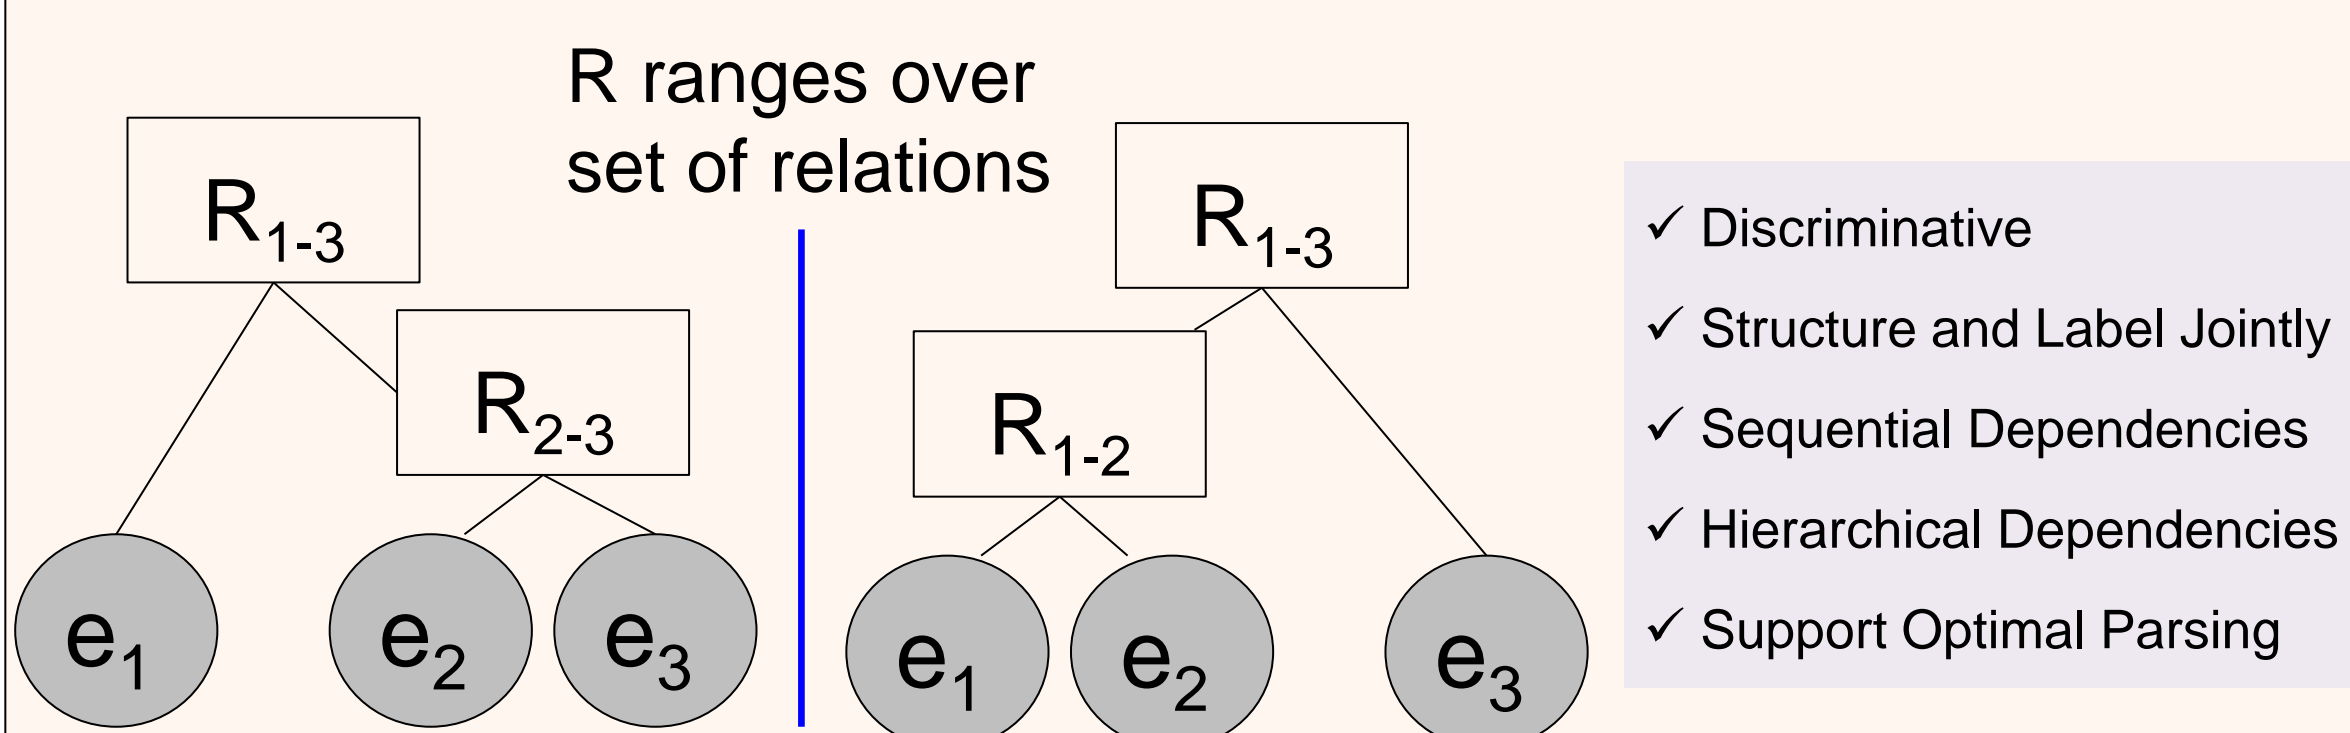 R ranges over
set of relations
R1-3
R2-3
e1
e2
e3
R1-3
R1-2
e1
e2
e3
✓ Discriminative
✓ Structure and Label Jointly
✓ Sequential Dependencies
✓ Hierarchical Dependencies
✓ Support Optimal Parsing